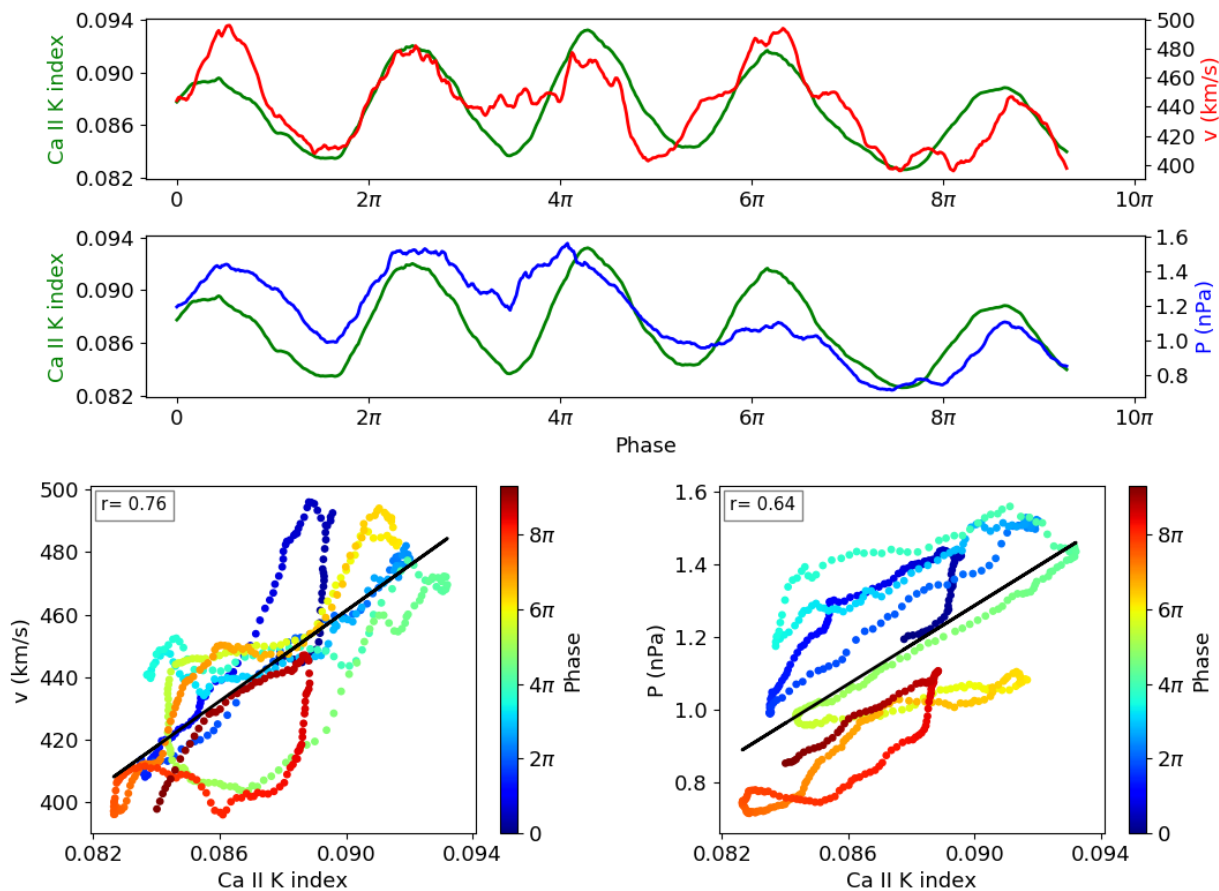 0.094
0.090
0.086
0.082
Ca II K index
500
480
460
440
420
400
v (km/s)
0
2π
4π
6π
8π
10π
0.094
0.090
0.086
0.082
Ca II K index
1.6
1.4
1.2
1.0
0.8
P (nPa)
0
2π
4π
6π
8π
10π
Phase
r= 0.76
500
480
460
440
420
400
v (km/s)
0.082
0.086
0.090
0.094
Ca II K index
8π
6π
4π
2π
0
Phase
r= 0.64
1.6
1.4
1.2
1.0
0.8
P (nPa)
0.082
0.086
0.090
0.094
Ca II K index
8π
6π
4π
2π
0
Phase